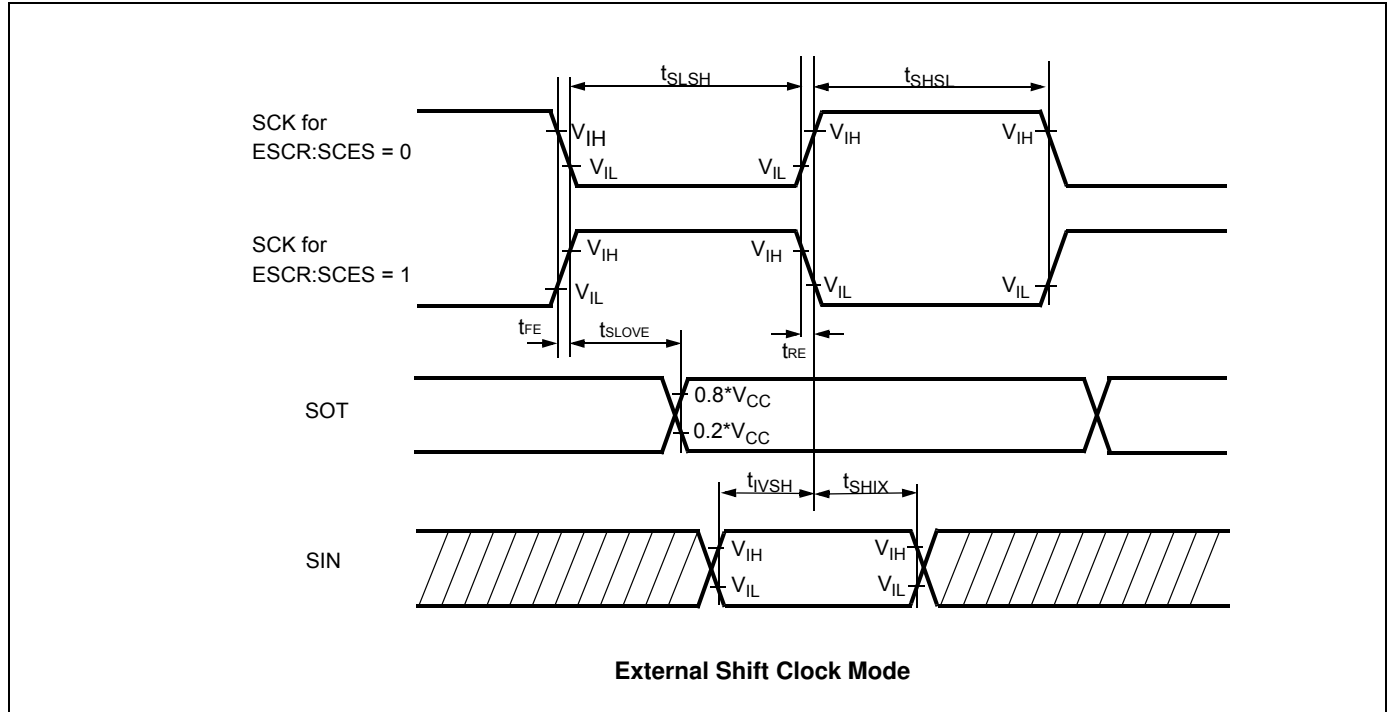 tSLSH
tSHSL
SCK for
ESCR:SCES = 0
VIH
VIL
VIL
VIH
VIH
SCK for
ESCR:SCES = 1
VIH
VIL
VIH
VIL
VIL
tFE
tSLOVE
tRE
SOT
0.8*VCC
0.2*VCC
tIVSH
tSHIX
SIN
VIH
VIL
VIH
VIL
External Shift Clock Mode